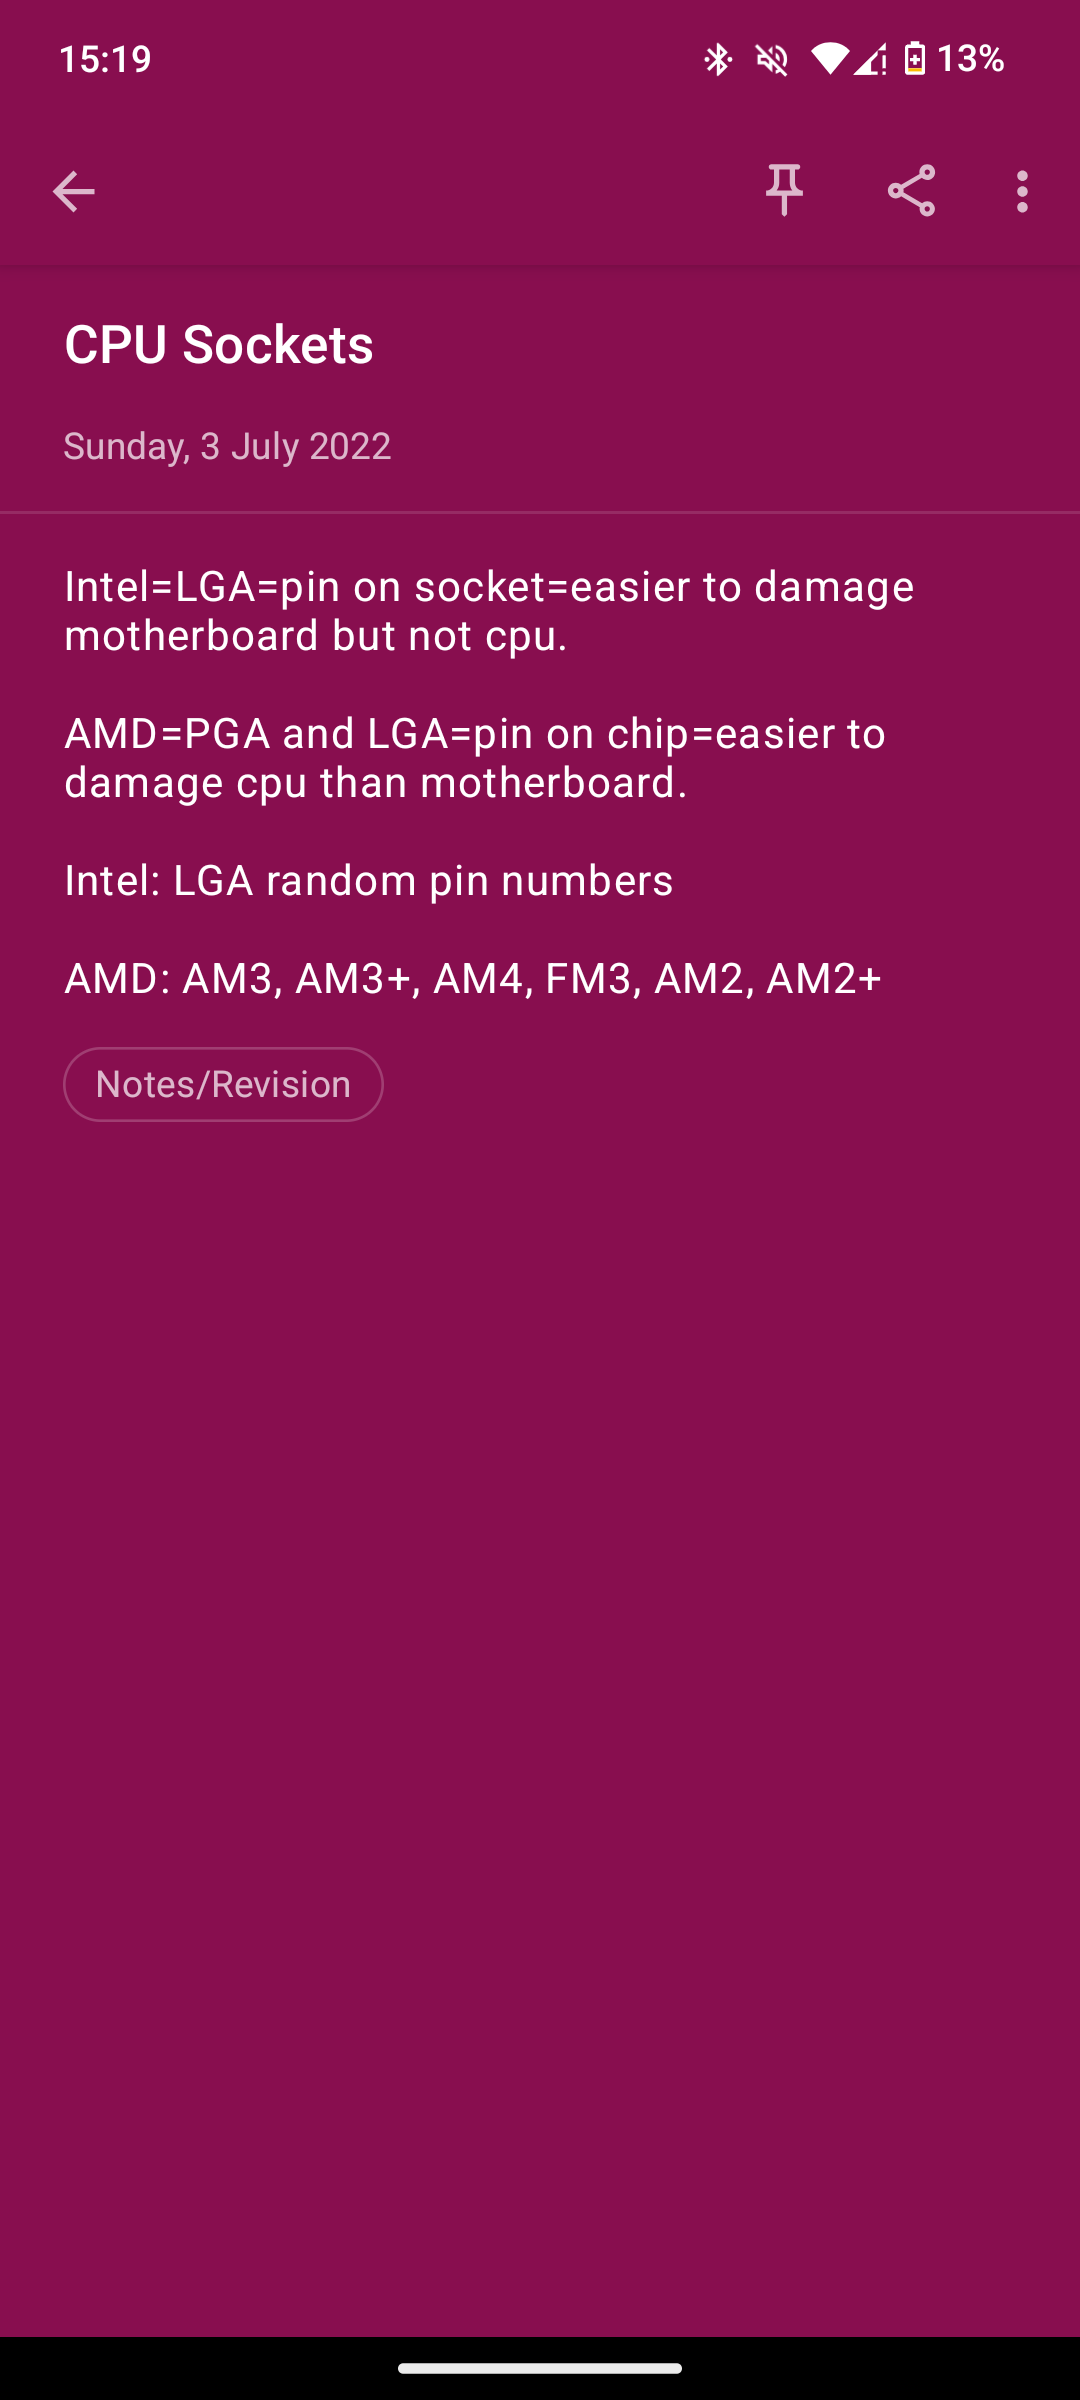 15:19
13%
CPU Sockets
Sunday, 3 July 2022
Intel=LGA=pin on socket=easier to damage
motherboard but not cpu.
AMD=PGA and LGA=pin on chip=easier to
damage cpu than motherboard.
Intel: LGA random pin numbers
AMD: AM3, AM3+, AM4, FM3, AM2, AM2+
Notes/Revision